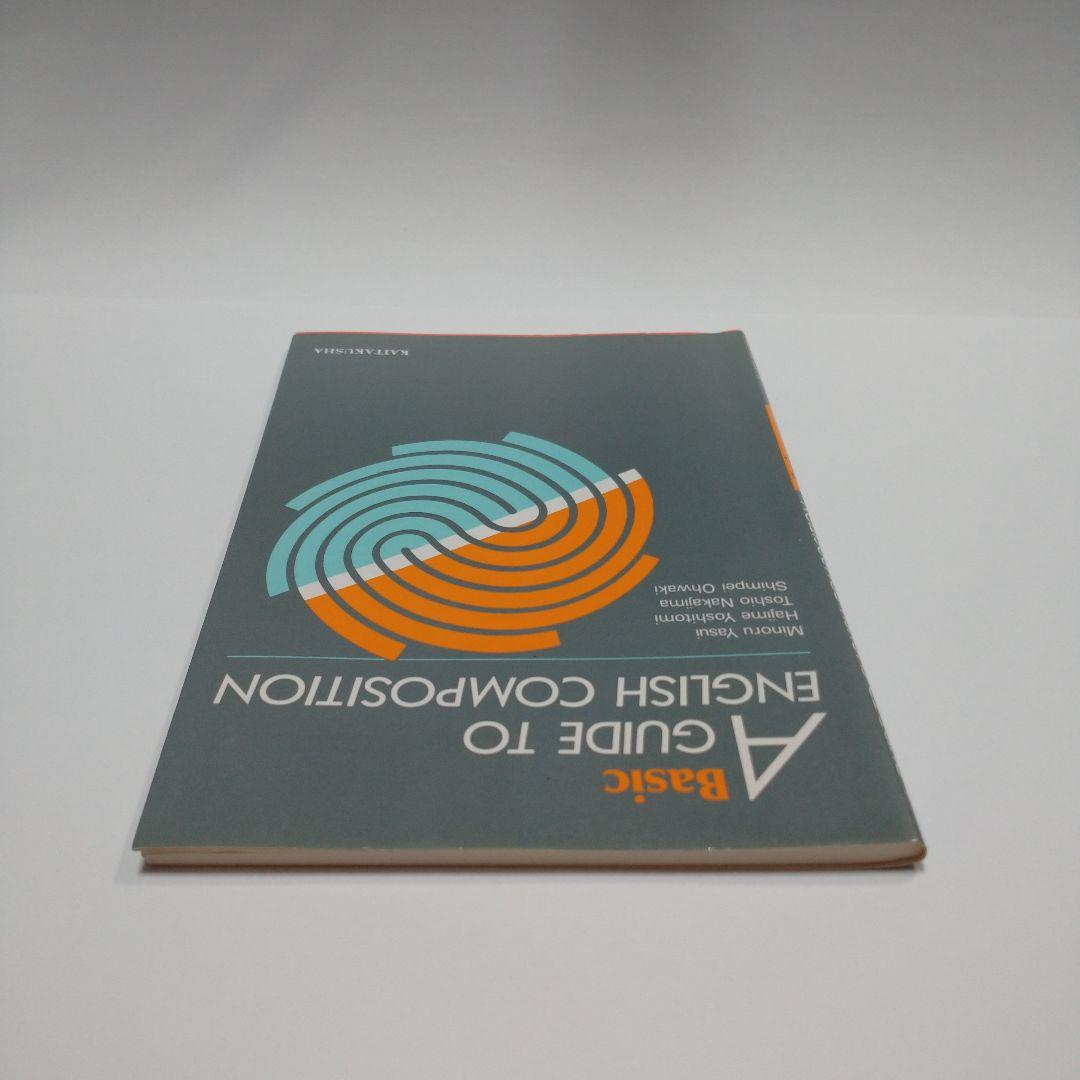 Basic
A GUIDE TO
ENGLISH COMPOSITION
Minoru Yasui
Hajime Yoshitomi
Toshio Nakajima
Shimpei Ohwaki
KAITAKUSHA